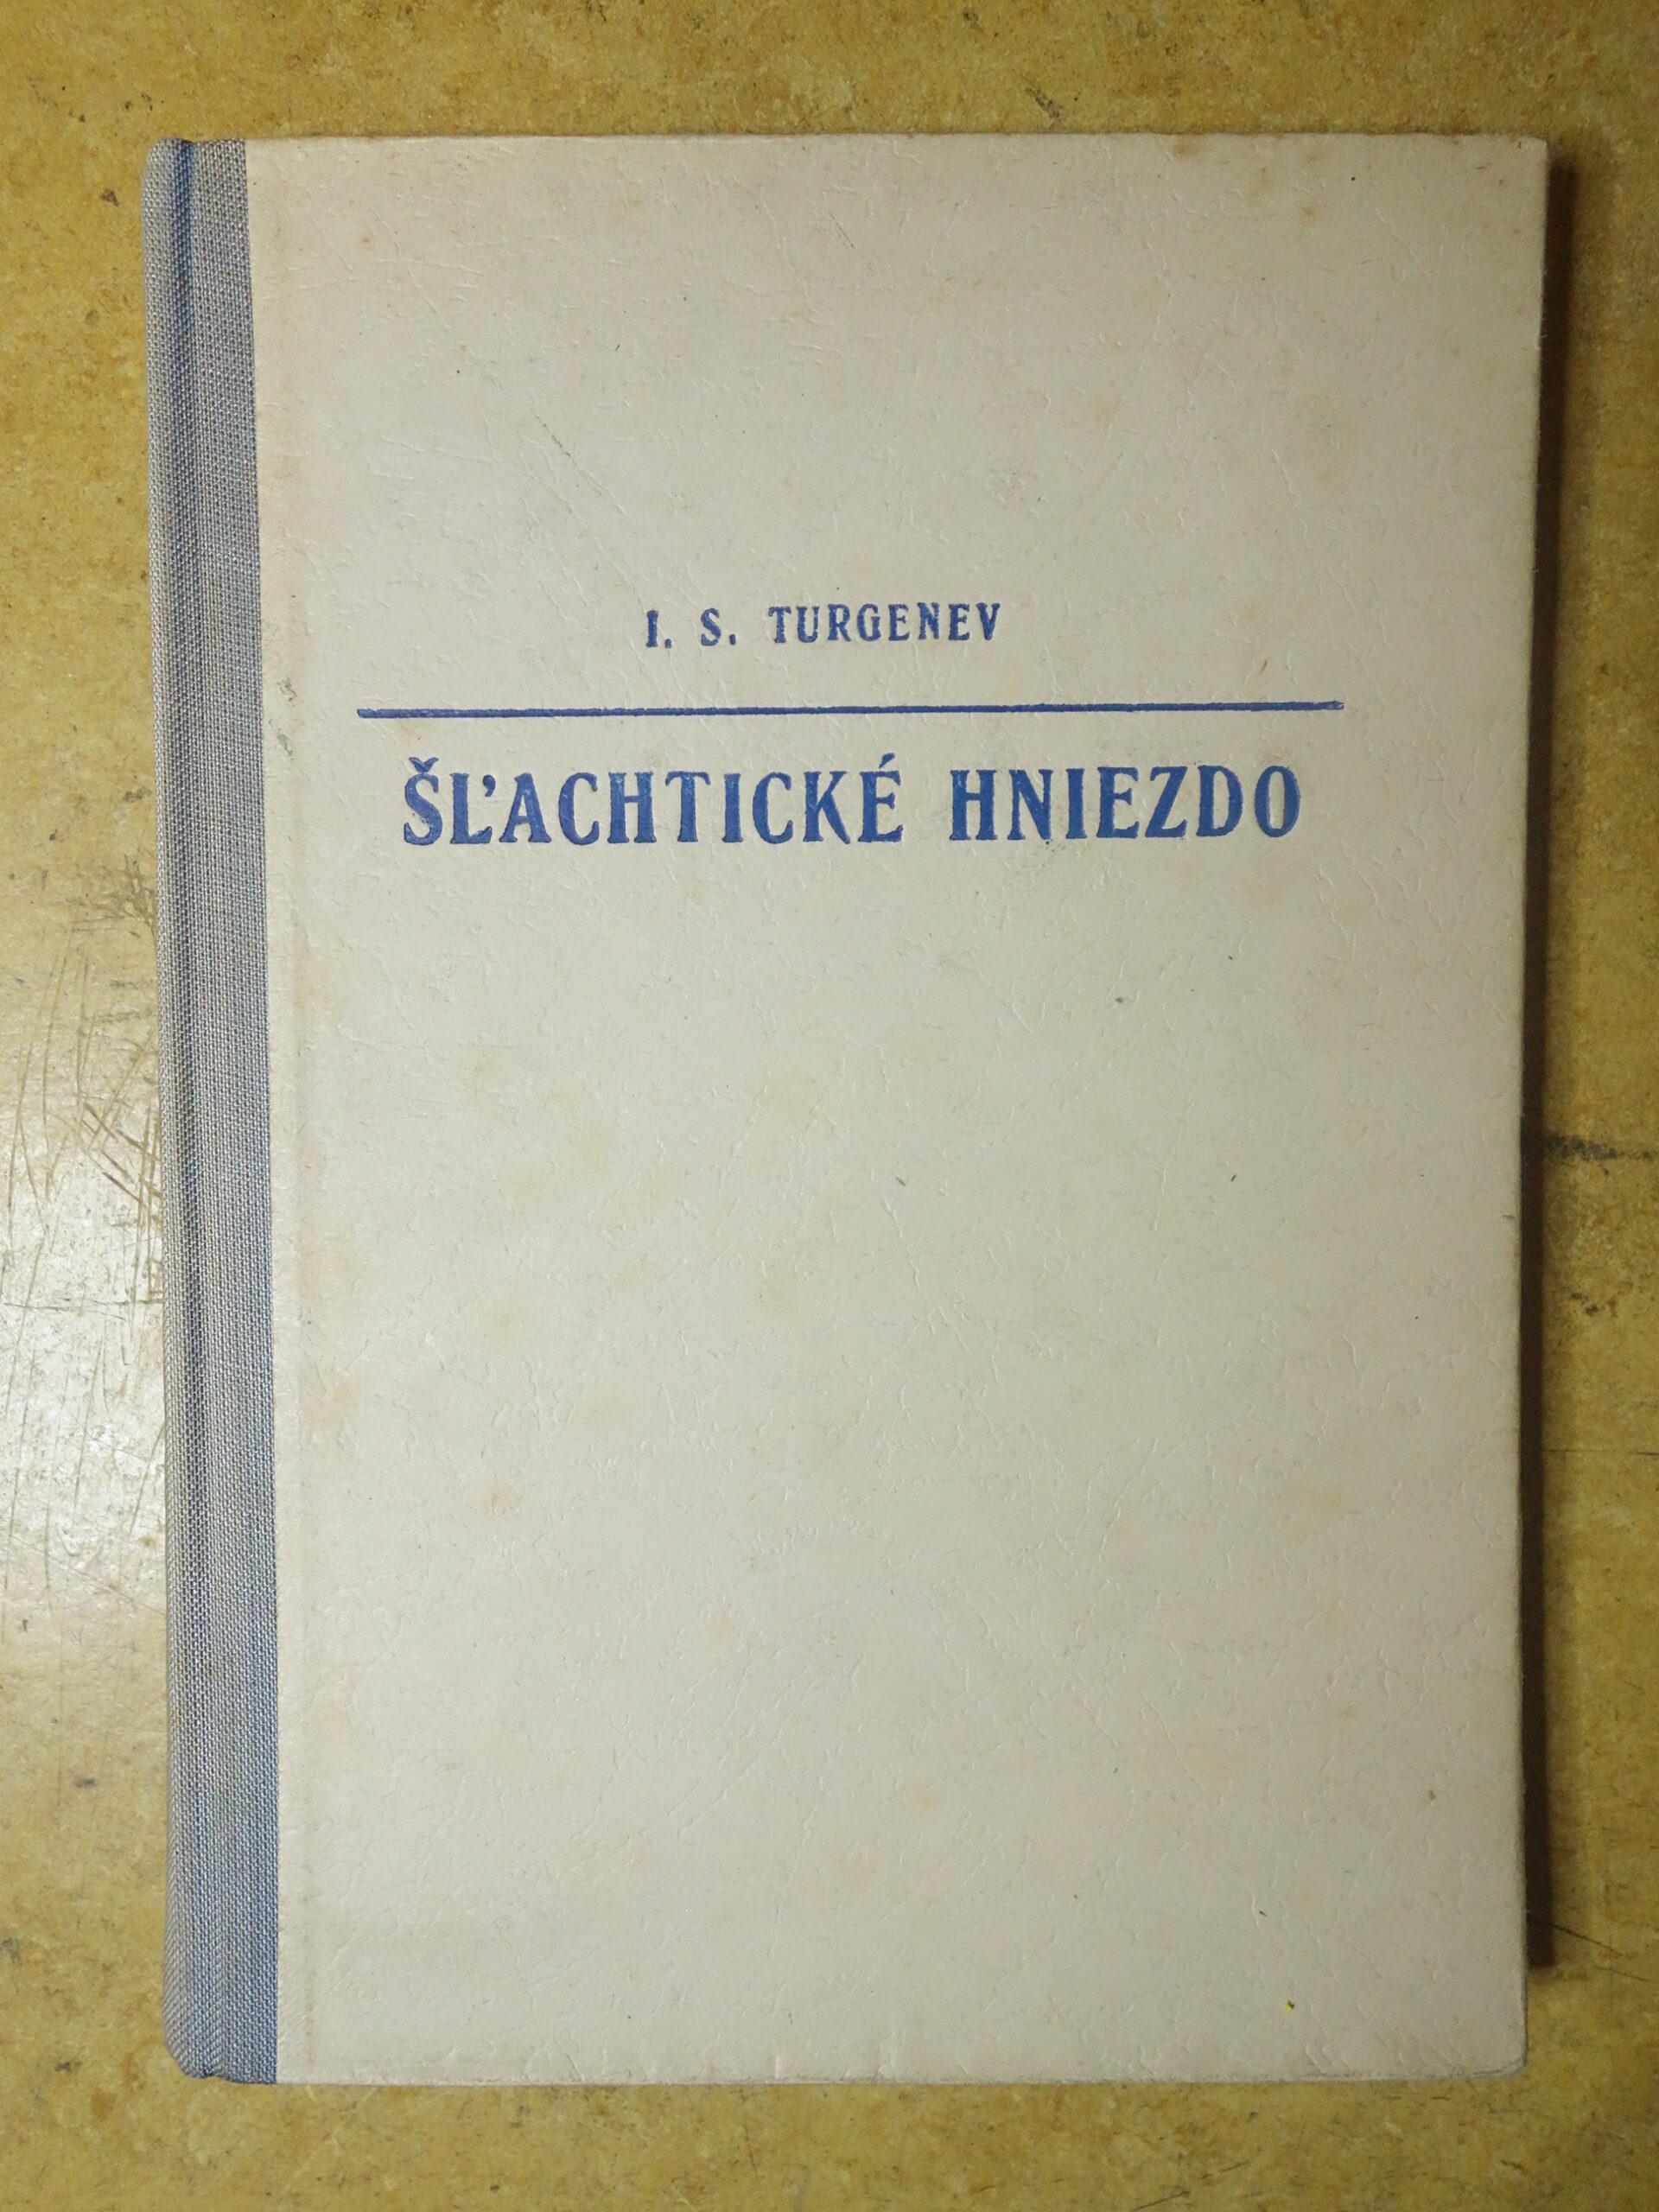 I. S. TURGENEV
ŠĽACHTICKÉ HNIEZDO